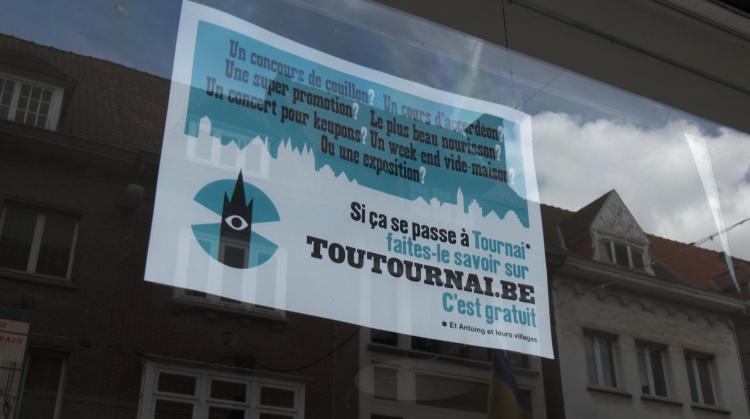 Un concours de couillon? Un cours d'accordéon?
Une super promotion? Le plus beau nourisson?
Un concert pour keupons? Un week-end vide-maison?
Ou une exposition?
Si ça se passe à Tournai*
faites-le savoir sur
TOUTOURNAI.BE
C'est gratuit
* Et Antoing et leurs villages